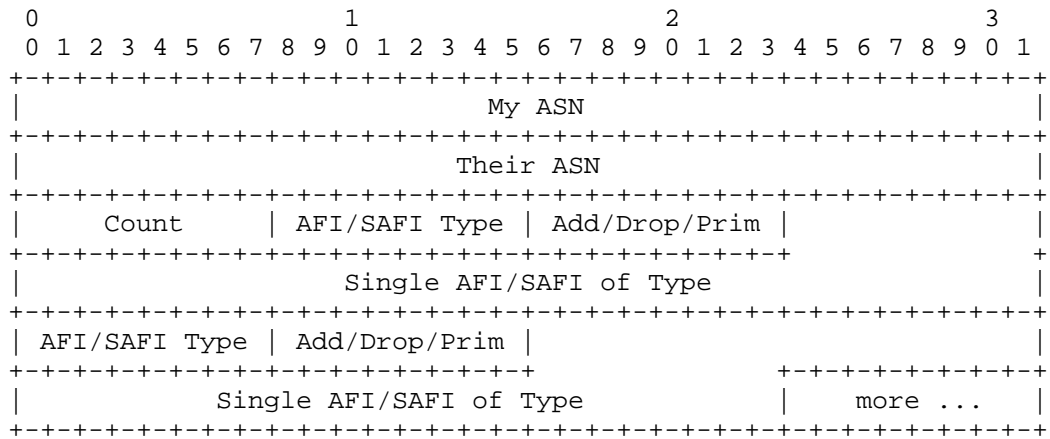 0                   1                   2                   3
 0 1 2 3 4 5 6 7 8 9 0 1 2 3 4 5 6 7 8 9 0 1 2 3 4 5 6 7 8 9 0 1
+-+-+-+-+-+-+-+-+-+-+-+-+-+-+-+-+-+-+-+-+-+-+-+-+-+-+-+-+-+-+-+-+
|                             My ASN                            |
+-+-+-+-+-+-+-+-+-+-+-+-+-+-+-+-+-+-+-+-+-+-+-+-+-+-+-+-+-+-+-+-+
|                           Their ASN                           |
+-+-+-+-+-+-+-+-+-+-+-+-+-+-+-+-+-+-+-+-+-+-+-+-+-+-+-+-+-+-+-+-+
|     Count     | AFI/SAFI Type | Add/Drop/Prim |               |
+-+-+-+-+-+-+-+-+-+-+-+-+-+-+-+-+-+-+-+-+-+-+-+-+               +
|                    Single AFI/SAFI of Type                    |
+-+-+-+-+-+-+-+-+-+-+-+-+-+-+-+-+-+-+-+-+-+-+-+-+-+-+-+-+-+-+-+-+
| AFI/SAFI Type | Add/Drop/Prim |                               |
+-+-+-+-+-+-+-+-+-+-+-+-+-+-+-+-+               +-+-+-+-+-+-+-+-+
|            Single AFI/SAFI of Type            |    more ...   |
+-+-+-+-+-+-+-+-+-+-+-+-+-+-+-+-+-+-+-+-+-+-+-+-+-+-+-+-+-+-+-+-+